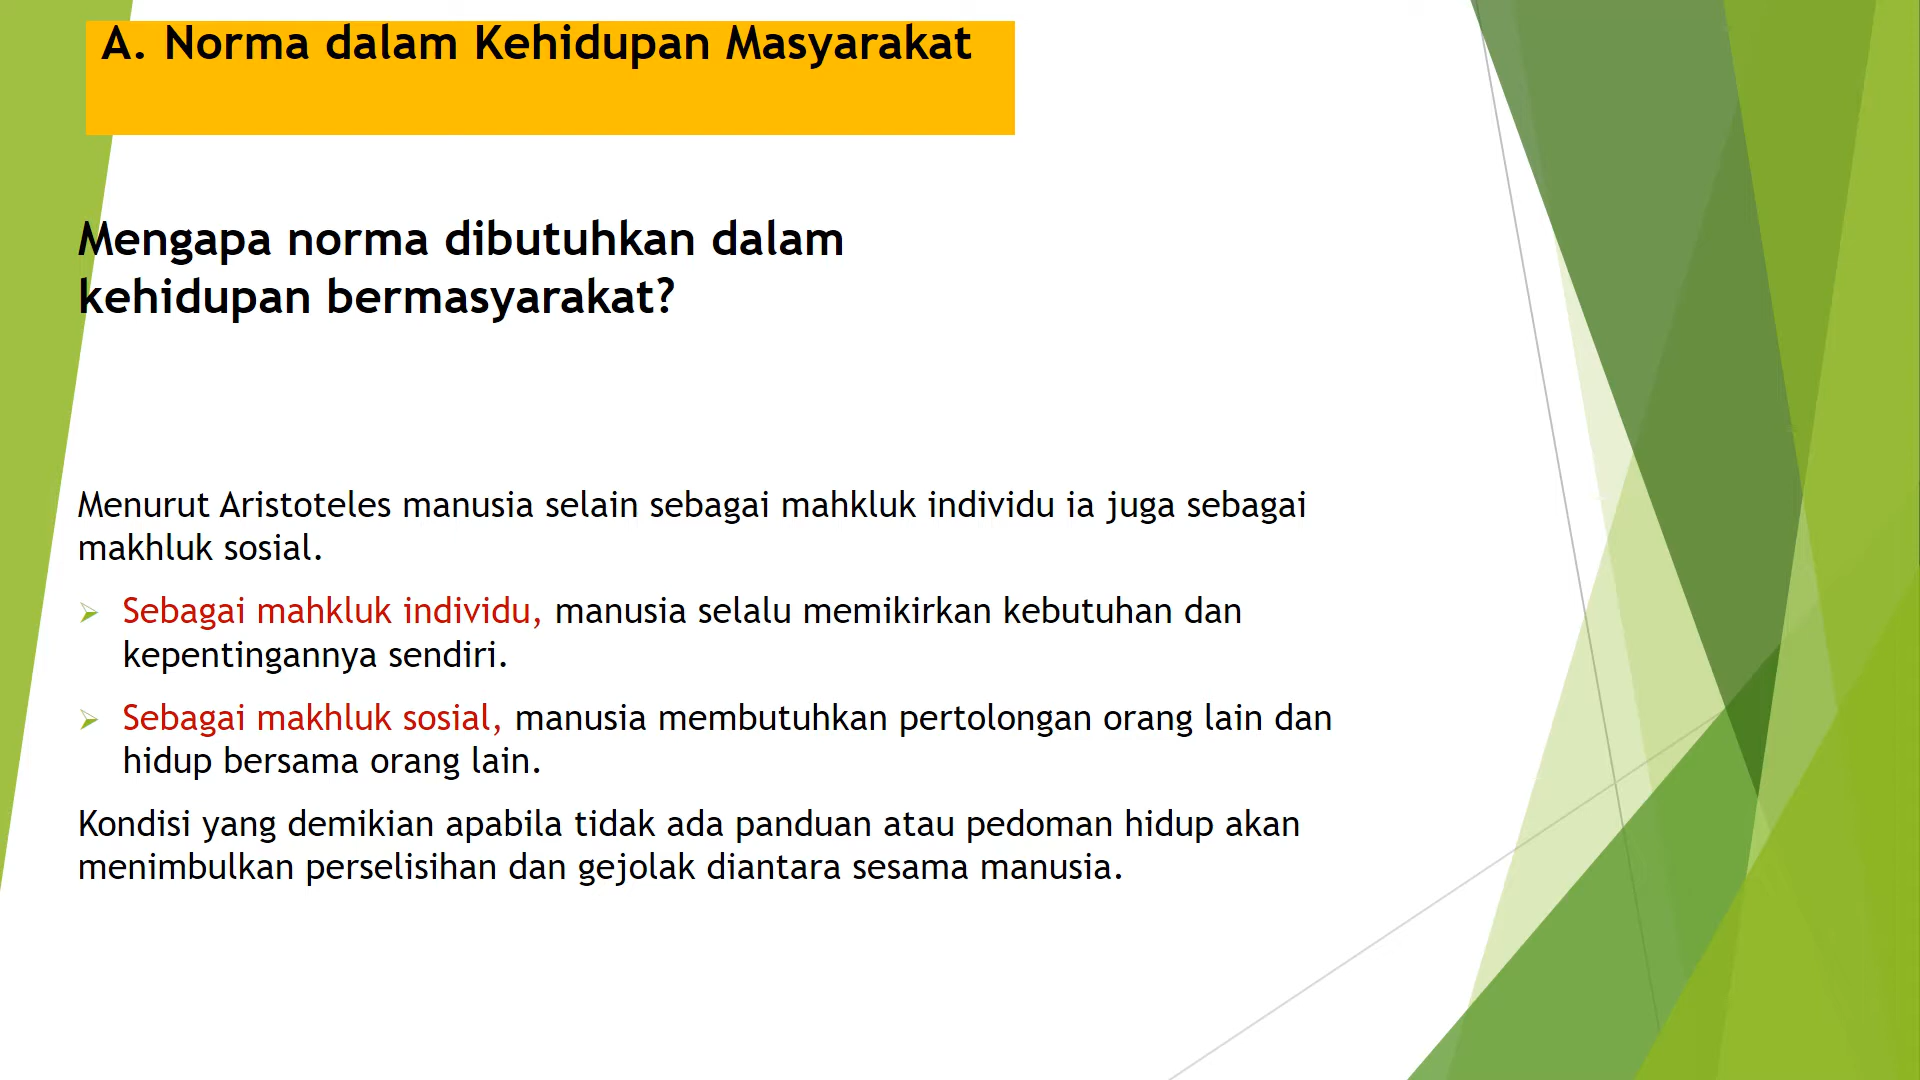 A. Norma dalam Kehidupan Masyarakat
Mengapa norma dibutuhkan dalam
kehidupan bermasyarakat?
Menurut Aristoteles manusia selain sebagai mahkluk individu ia juga sebagai
makhluk sosial.
Sebagai mahkluk individu, manusia selalu memikirkan kebutuhan dan
kepentingannya sendiri.
Sebagai makhluk sosial, manusia membutuhkan pertolongan orang lain dan
hidup bersama orang lain.
Kondisi yang demikian apabila tidak ada panduan atau pedoman hidup akan
menimbulkan perselisihan dan gejolak diantara sesama manusia.